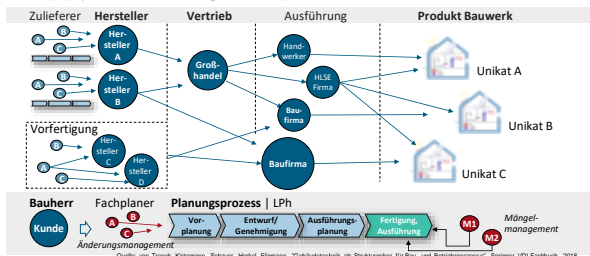 Zulieferer Hersteller Vertrieb Ausführung Produkt Bauwerk
A
B
C
Her-
steller
A
A
B
C
Her-
steller
B
Groß-
handel
Hand-
werker
HLSE
Firma
Bau-
firma
Baufirma
Unikat A
Unikat B
Unikat C
Vorfertigung
B
A
C
Her-
steller
C
Her-
steller
D
Bauherr Fachplaner Planungsprozess | LPh
Kunde
A
B
C
Änderungsmanagement
Vor-
planung
Entwurf/
Genehmigung
Ausführungs-
planung
Fertigung,
Ausführung
M1
M2
Mängel-
management